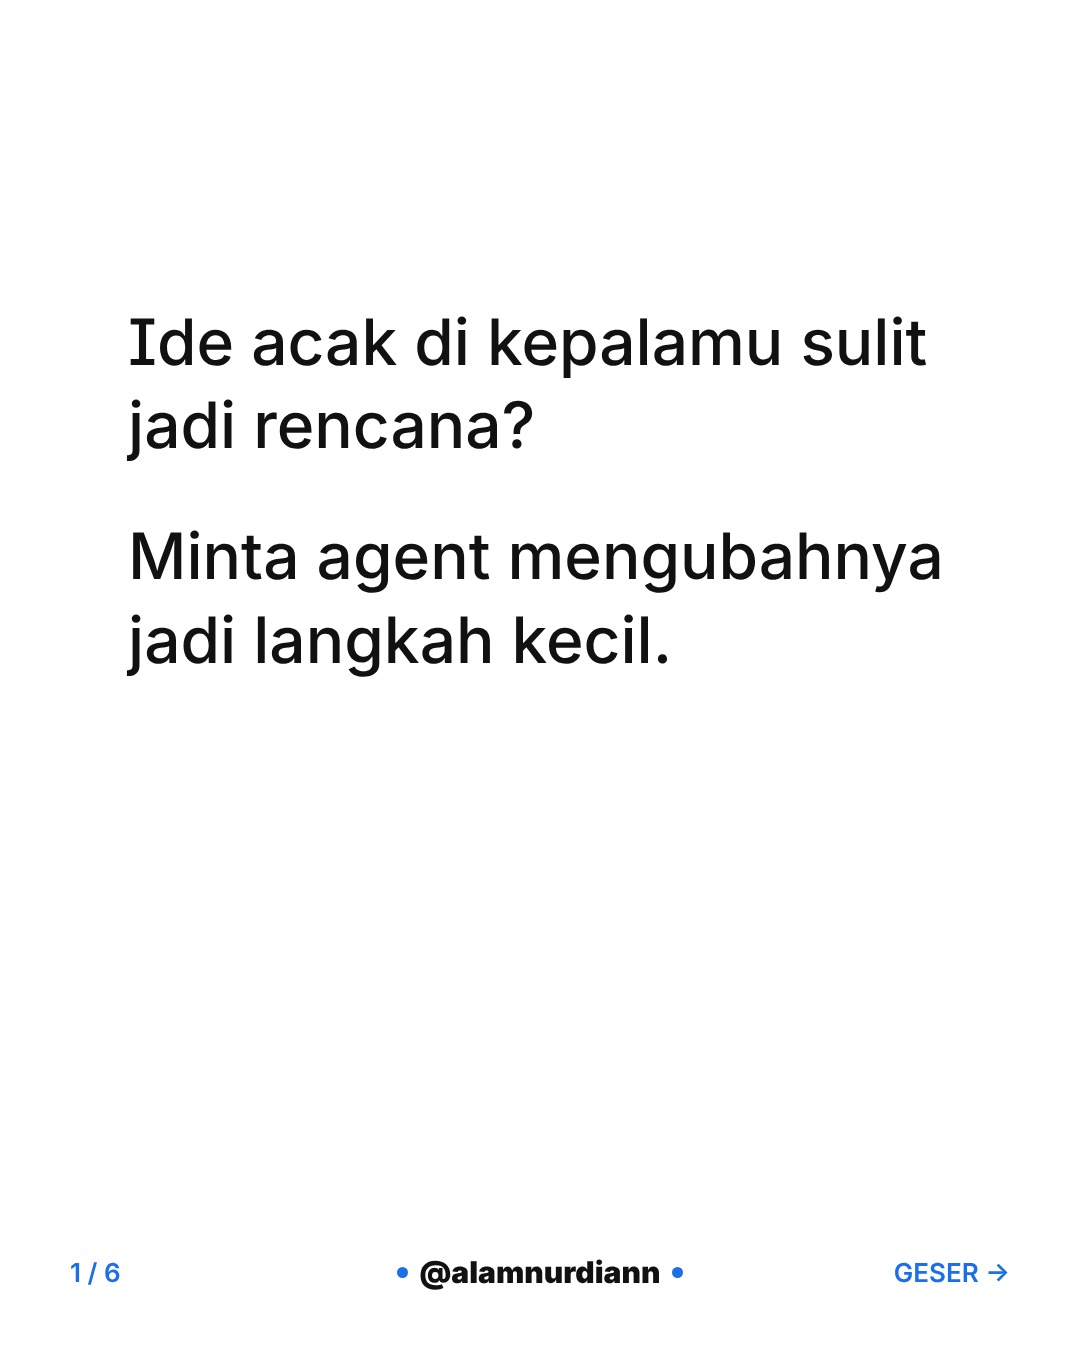 Ide acak di kepalamu sulit
jadi rencana?
Minta agent mengubahnya
jadi langkah kecil.
1 / 6
• @alamnurdiann •
GESER →